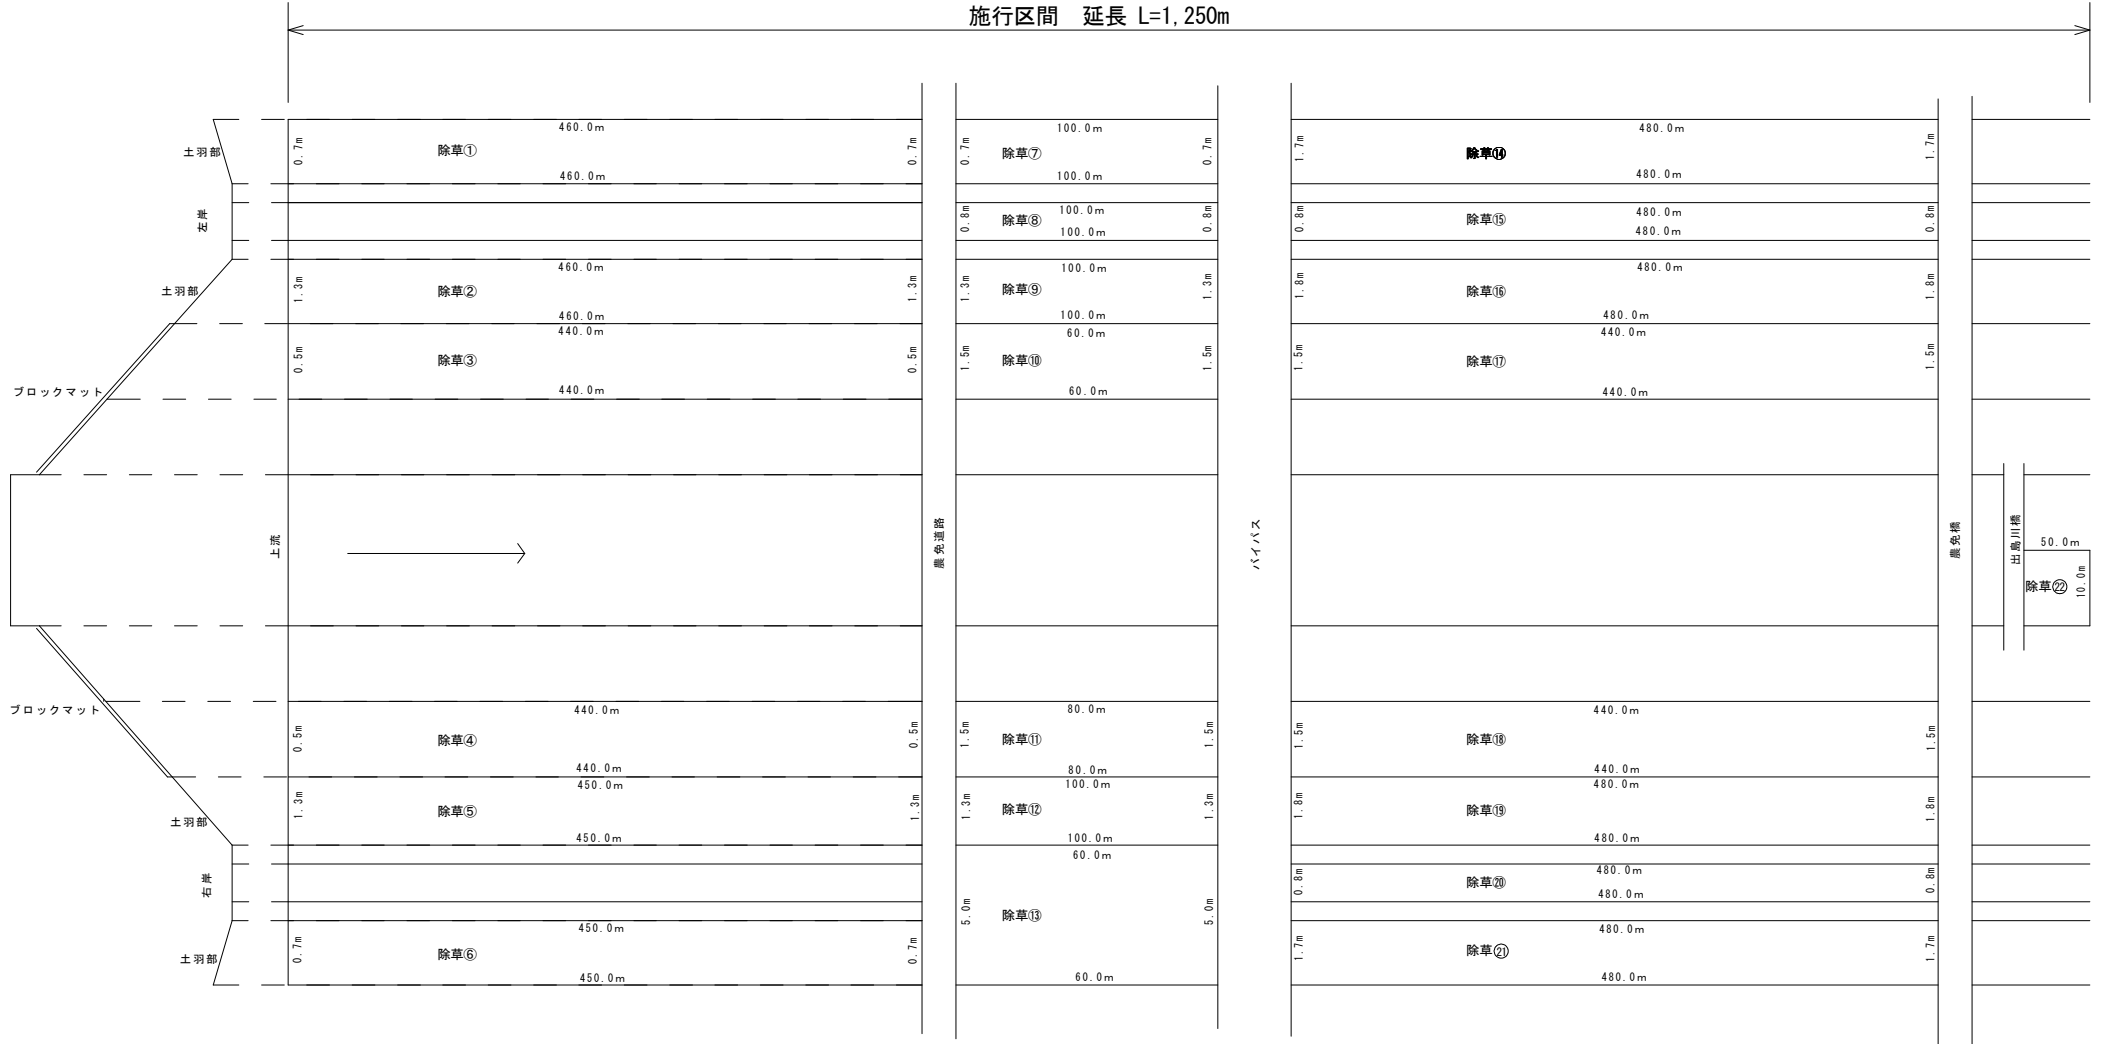 施行区間　延長 L=1,250m
460.0m
100.0m
480.0m
土羽部
0.7m
除草①
0.7m
0.7m
除草⑦
0.7m
1.7m
除草⑭
1.7m
460.0m
100.0m
480.0m
左岸
0.8m
除草⑧
100.0m
100.0m
0.8m
0.8m
除草⑮
480.0m
480.0m
0.8m
460.0m
100.0m
480.0m
土羽部
1.3m
除草②
1.3m
1.3m
除草⑨
1.3m
1.8m
除草⑯
1.8m
460.0m
100.0m
480.0m
440.0m
60.0m
440.0m
0.5m
除草③
0.5m
1.5m
除草⑩
1.5m
1.5m
除草⑰
1.5m
ブロックマット
440.0m
60.0m
440.0m
上流
農免道路
バイパス
農免橋
出島川橋
50.0m
除草㉒
10.0m
ブロックマット
440.0m
80.0m
440.0m
0.5m
除草④
0.5m
1.5m
除草⑪
1.5m
1.5m
除草⑱
1.5m
440.0m
80.0m
440.0m
450.0m
100.0m
480.0m
土羽部
1.3m
除草⑤
1.3m
1.3m
除草⑫
1.3m
1.8m
除草⑲
1.8m
450.0m
100.0m
480.0m
60.0m
右岸
0.8m
除草⑳
480.0m
480.0m
0.8m
5.0m
除草⑬
5.0m
450.0m
480.0m
土羽部
0.7m
除草⑥
0.7m
1.7m
除草㉑
1.7m
450.0m
60.0m
480.0m